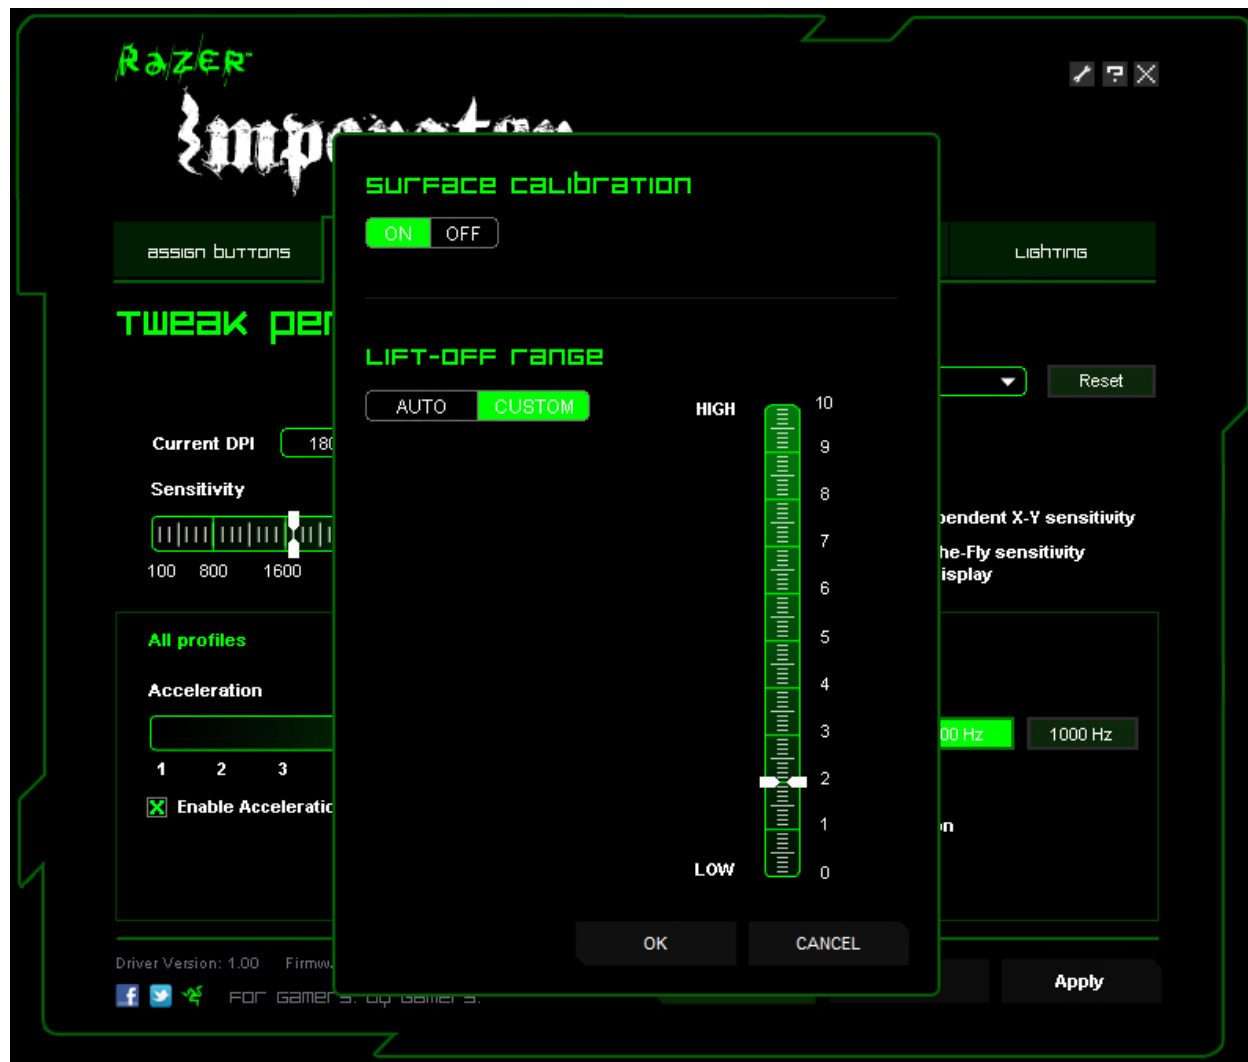 RAZER™
Imperator
SURFACE CALIBRATION
ON OFF
ASSIGN BUTTONS
LIGHTING
TWEAK PER
LIFT-OFF RANGE
AUTO CUSTOM
HIGH
10
9
8
7
6
5
4
3
2
1
0
LOW
Reset
Current DPI 180
Sensitivity
100 800 1600
pendent X-Y sensitivity
he-Fly sensitivity
isplay
All profiles
Acceleration
1 2 3
Enable Acceleratio
00 Hz 1000 Hz
on
OK CANCEL
Driver Version: 1.00 Firmw
FOR GAMERS. BY GAMERS.
Apply